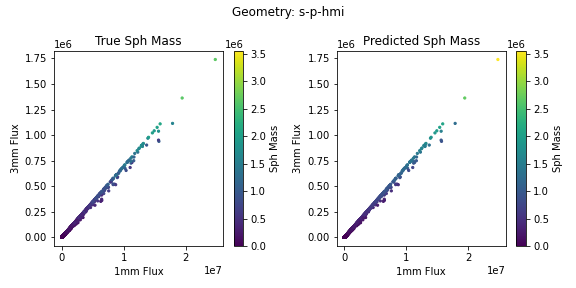 Geometry: s-p-hmi
1e6 True Sph Mass
1.75
1.50
1.25
1.00
0.75
0.50
0.25
0.00
3mm Flux
0 1 2
1mm Flux 1e7
1e6
3.5
3.0
2.5
2.0
1.5
1.0
0.5
0.0
Sph Mass
1e6 Predicted Sph Mass
1.75
1.50
1.25
1.00
0.75
0.50
0.25
0.00
3mm Flux
0 1 2
1mm Flux 1e7
1e6
3.5
3.0
2.5
2.0
1.5
1.0
0.5
0.0
Sph Mass